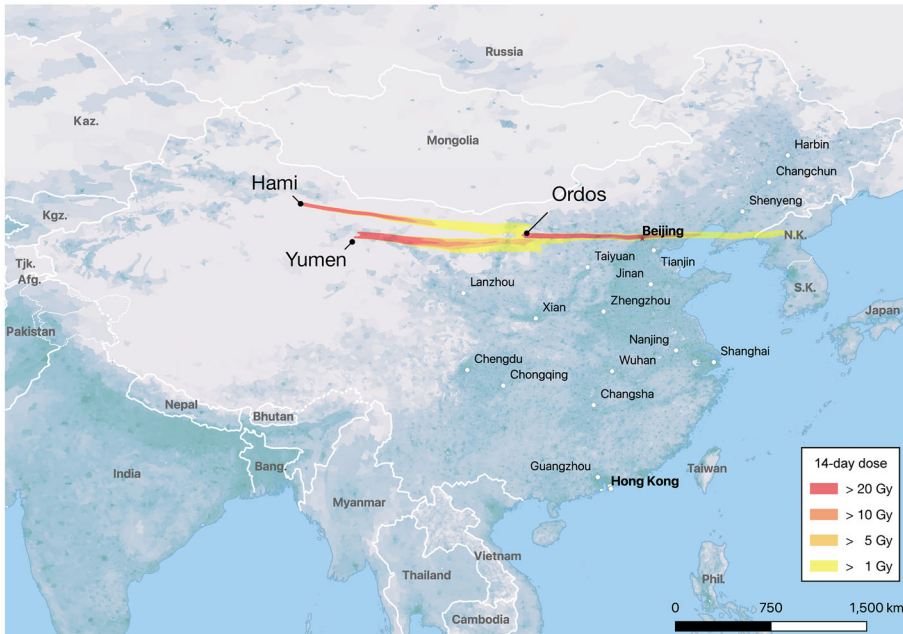 Russia
Kaz.
Mongolia
Harbin
Changchun
Hami
Ordos
Shenyeng
Kgz.
Beijing
N.K.
Yumen
Taiyuan
Tianjin
Tjk.
Jinan
Afg.
Lanzhou
S.K.
Zhengzhou
Xian
Japan
Pakistan
Nanjing
Shanghai
Chengdu
Wuhan
Chongqing
Changsha
Nepal
Bhutan
Guangzhou
Taiwan
India
Bang.
Hong Kong
Myanmar
Vietnam
Thailand
Phil.
Cambodia
14-day dose
> 20 Gy
> 10 Gy
> 5 Gy
> 1 Gy
0 750 1,500 km